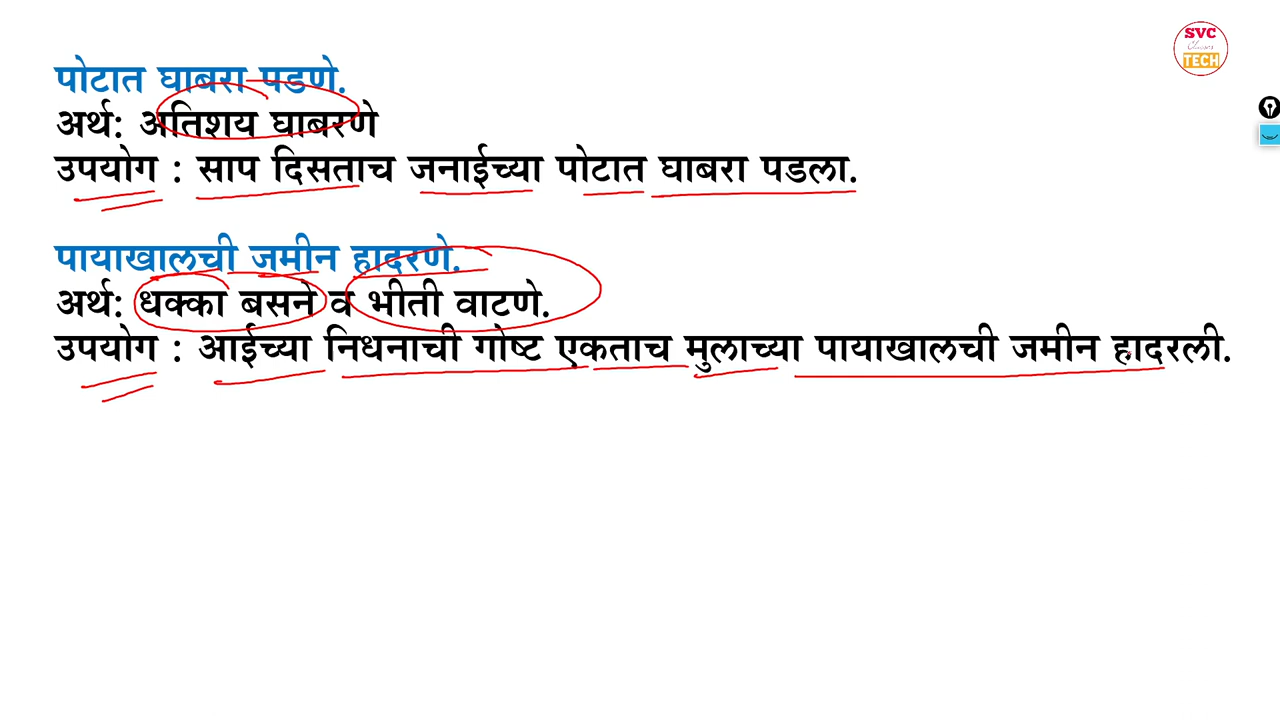 SVC
Classes
TECH
पोटात घाबरा पडणे.
अर्थ: अतिशय घाबरणे
उपयोग : साप दिसताच जनाईच्या पोटात घाबरा पडला.
पायाखालची जमीन हादरणे.
अर्थ: धक्का बसने व भीती वाटणे.
उपयोग : आईच्या निधनाची गोष्ट एकताच मुलाच्या पायाखालची जमीन हादरली.